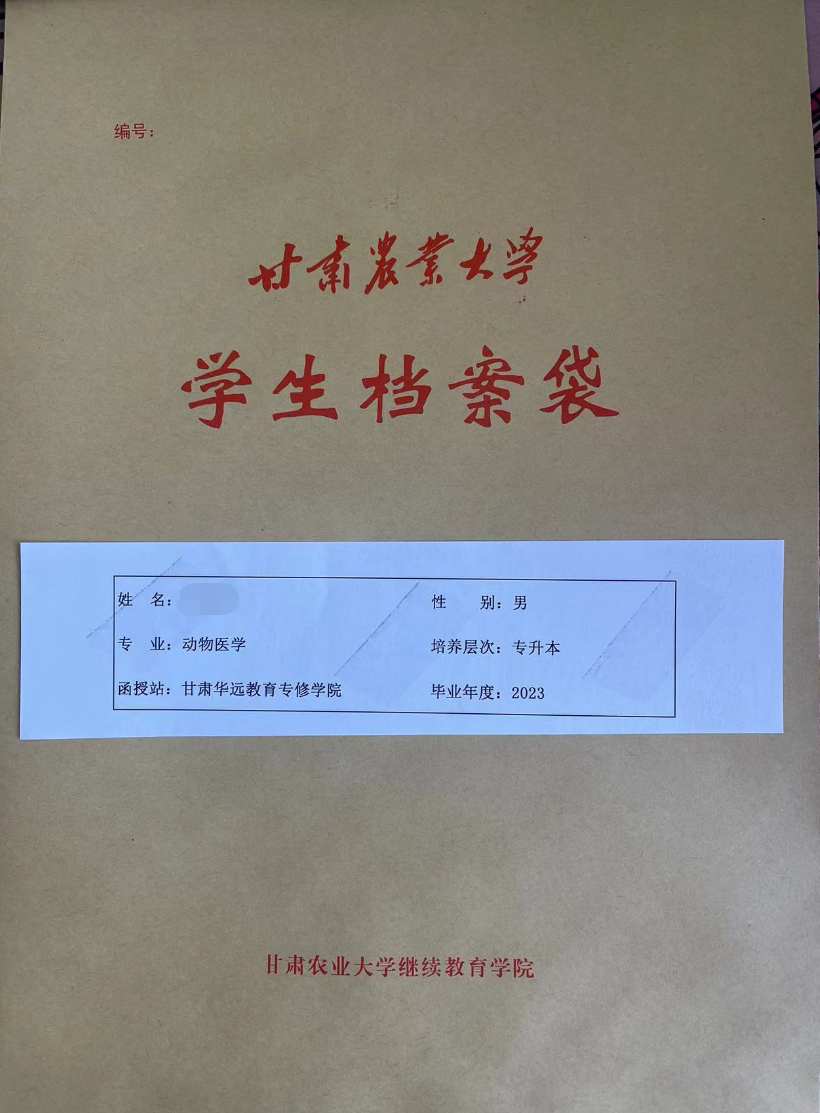 编号：
甘肃農業大學
学生档案袋
姓 名： 性 别：男
专 业：动物医学 培养层次：专升本
函授站：甘肃华远教育专修学院 毕业年度：2023
甘肃农业大学继续教育学院